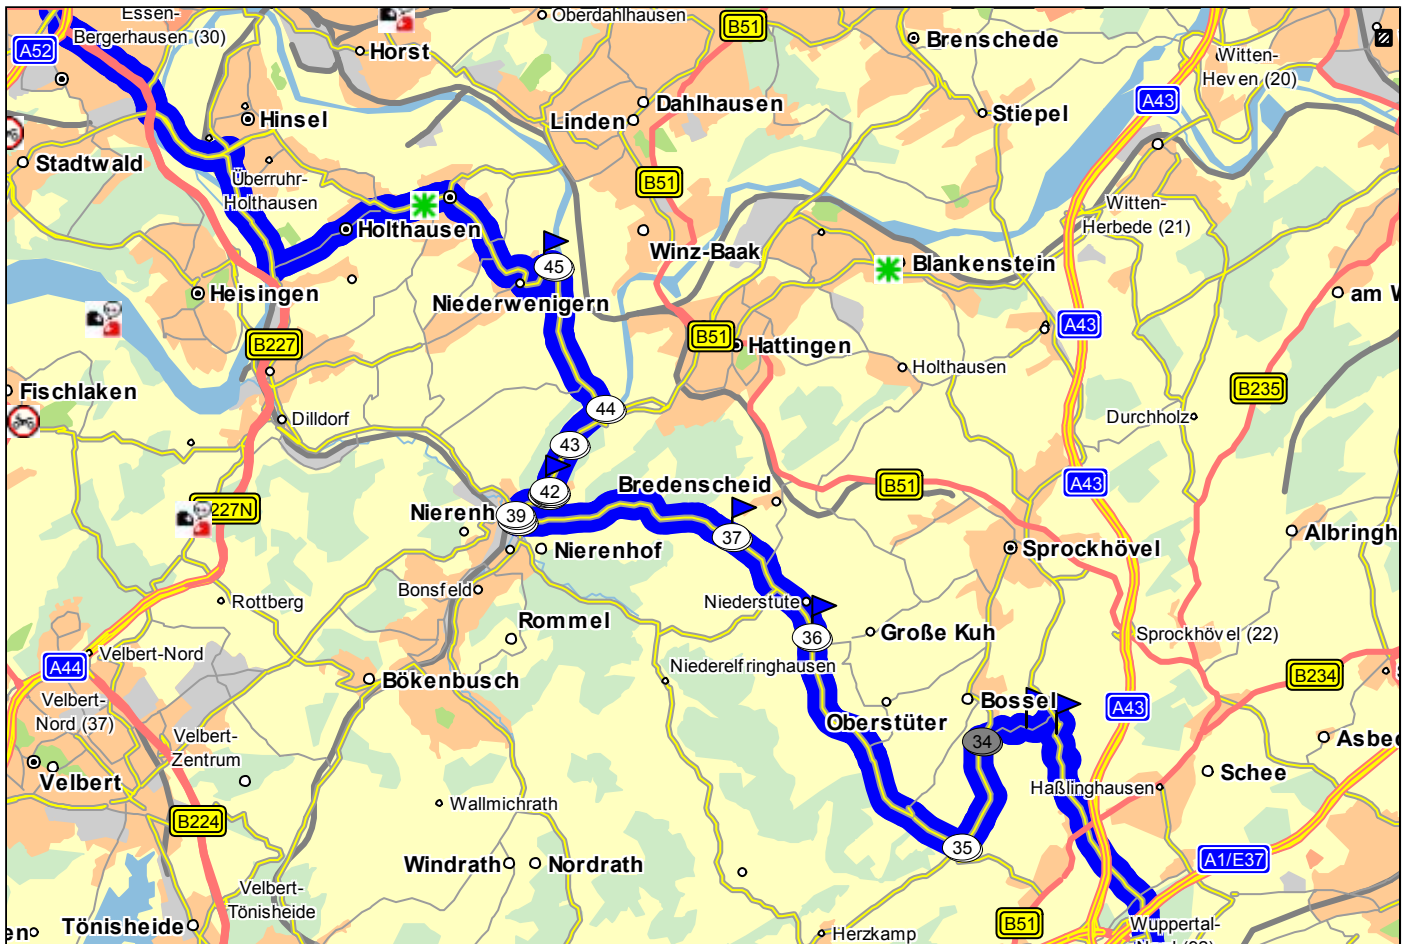 Essen-
Bergerhausen (30)
Oberdahlhausen
B51
Brenschede
A52
Horst
Witten-
Heven (20)
A43
Dahlhausen
Hinsel
Linden
Stiepel
Stadtwald
Überruhr-
Holthausen
B51
Witten-
Herbede (21)
Holthausen
Winz-Baak
45
Blankenstein
Heisingen
Niederwenigern
am
A43
B227
B51
Hattingen
Fischlaken
Holthausen
B235
44
Dilldorf
Durchholz
43
Bredenscheid
B51
A43
42
227N
Nierenh
39
37
Albringh
Nierenhof
Sprockhövel
Bonsfeld
Rottberg
Niederstüte
Rommel
36
Große Kuh
Sprockhövel (22)
Velbert-Nord
A44
Niederelfringhausen
B234
Bökenbusch
Velbert-
Nord (37)
Bossel
A43
Oberstüter
Velbert-
Zentrum
34
Asbec
Velbert
Schee
Haßlinghausen
Wallmichrath
B224
35
Windrath
Nordrath
A1/E37
Velbert-
Tönisheide
Tönisheide
en
B51
Wuppertal-
Herzkamp